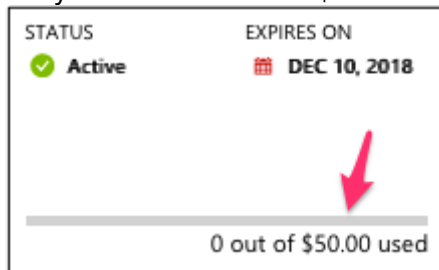 STATUS EXPIRES ON
Active DEC 10, 2018
0 out of $50.00 used